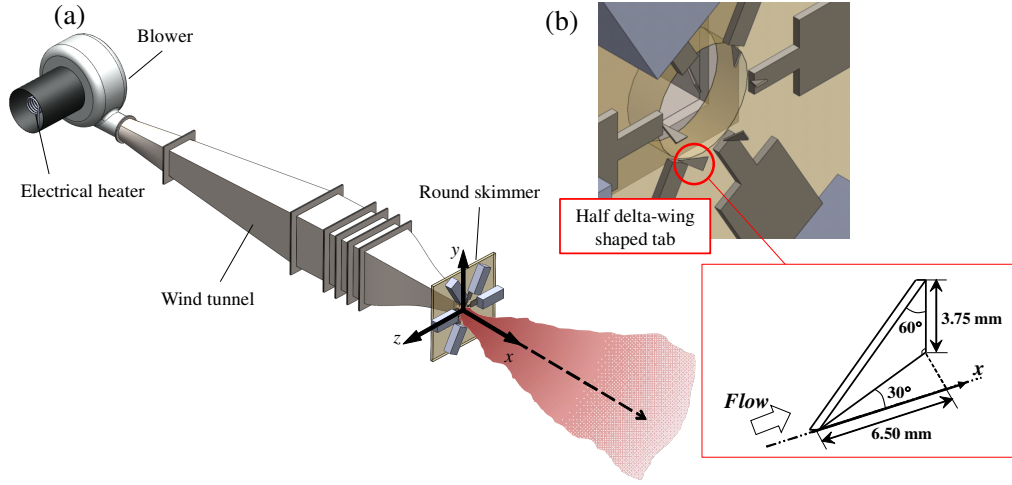 (a)
Blower
Electrical heater
Wind tunnel
Round skimmer
y
z
x
(b)
Half delta-wing
shaped tab
60°
3.75 mm
x
30°
Flow
6.50 mm